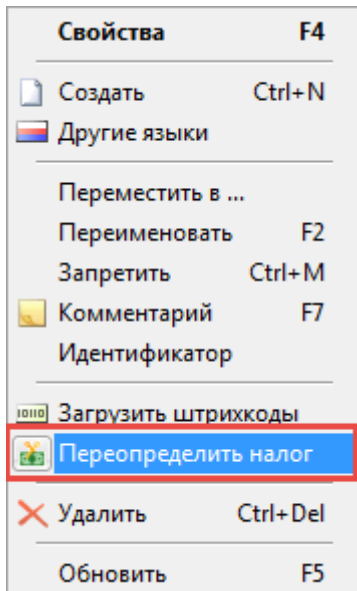 Свойства F4
Создать Ctrl+N
Другие языки
Переместить в ...
Переименовать F2
Запретить Ctrl+M
Комментарий F7
Идентификатор
Загрузить штрихкоды
Переопределить налог
Удалить Ctrl+Del
Обновить F5